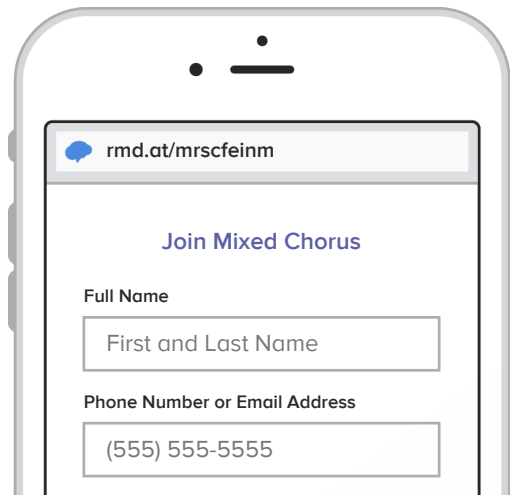 rmd.at/mrscfeinm
Join Mixed Chorus
Full Name
First and Last Name
Phone Number or Email Address
(555) 555-5555